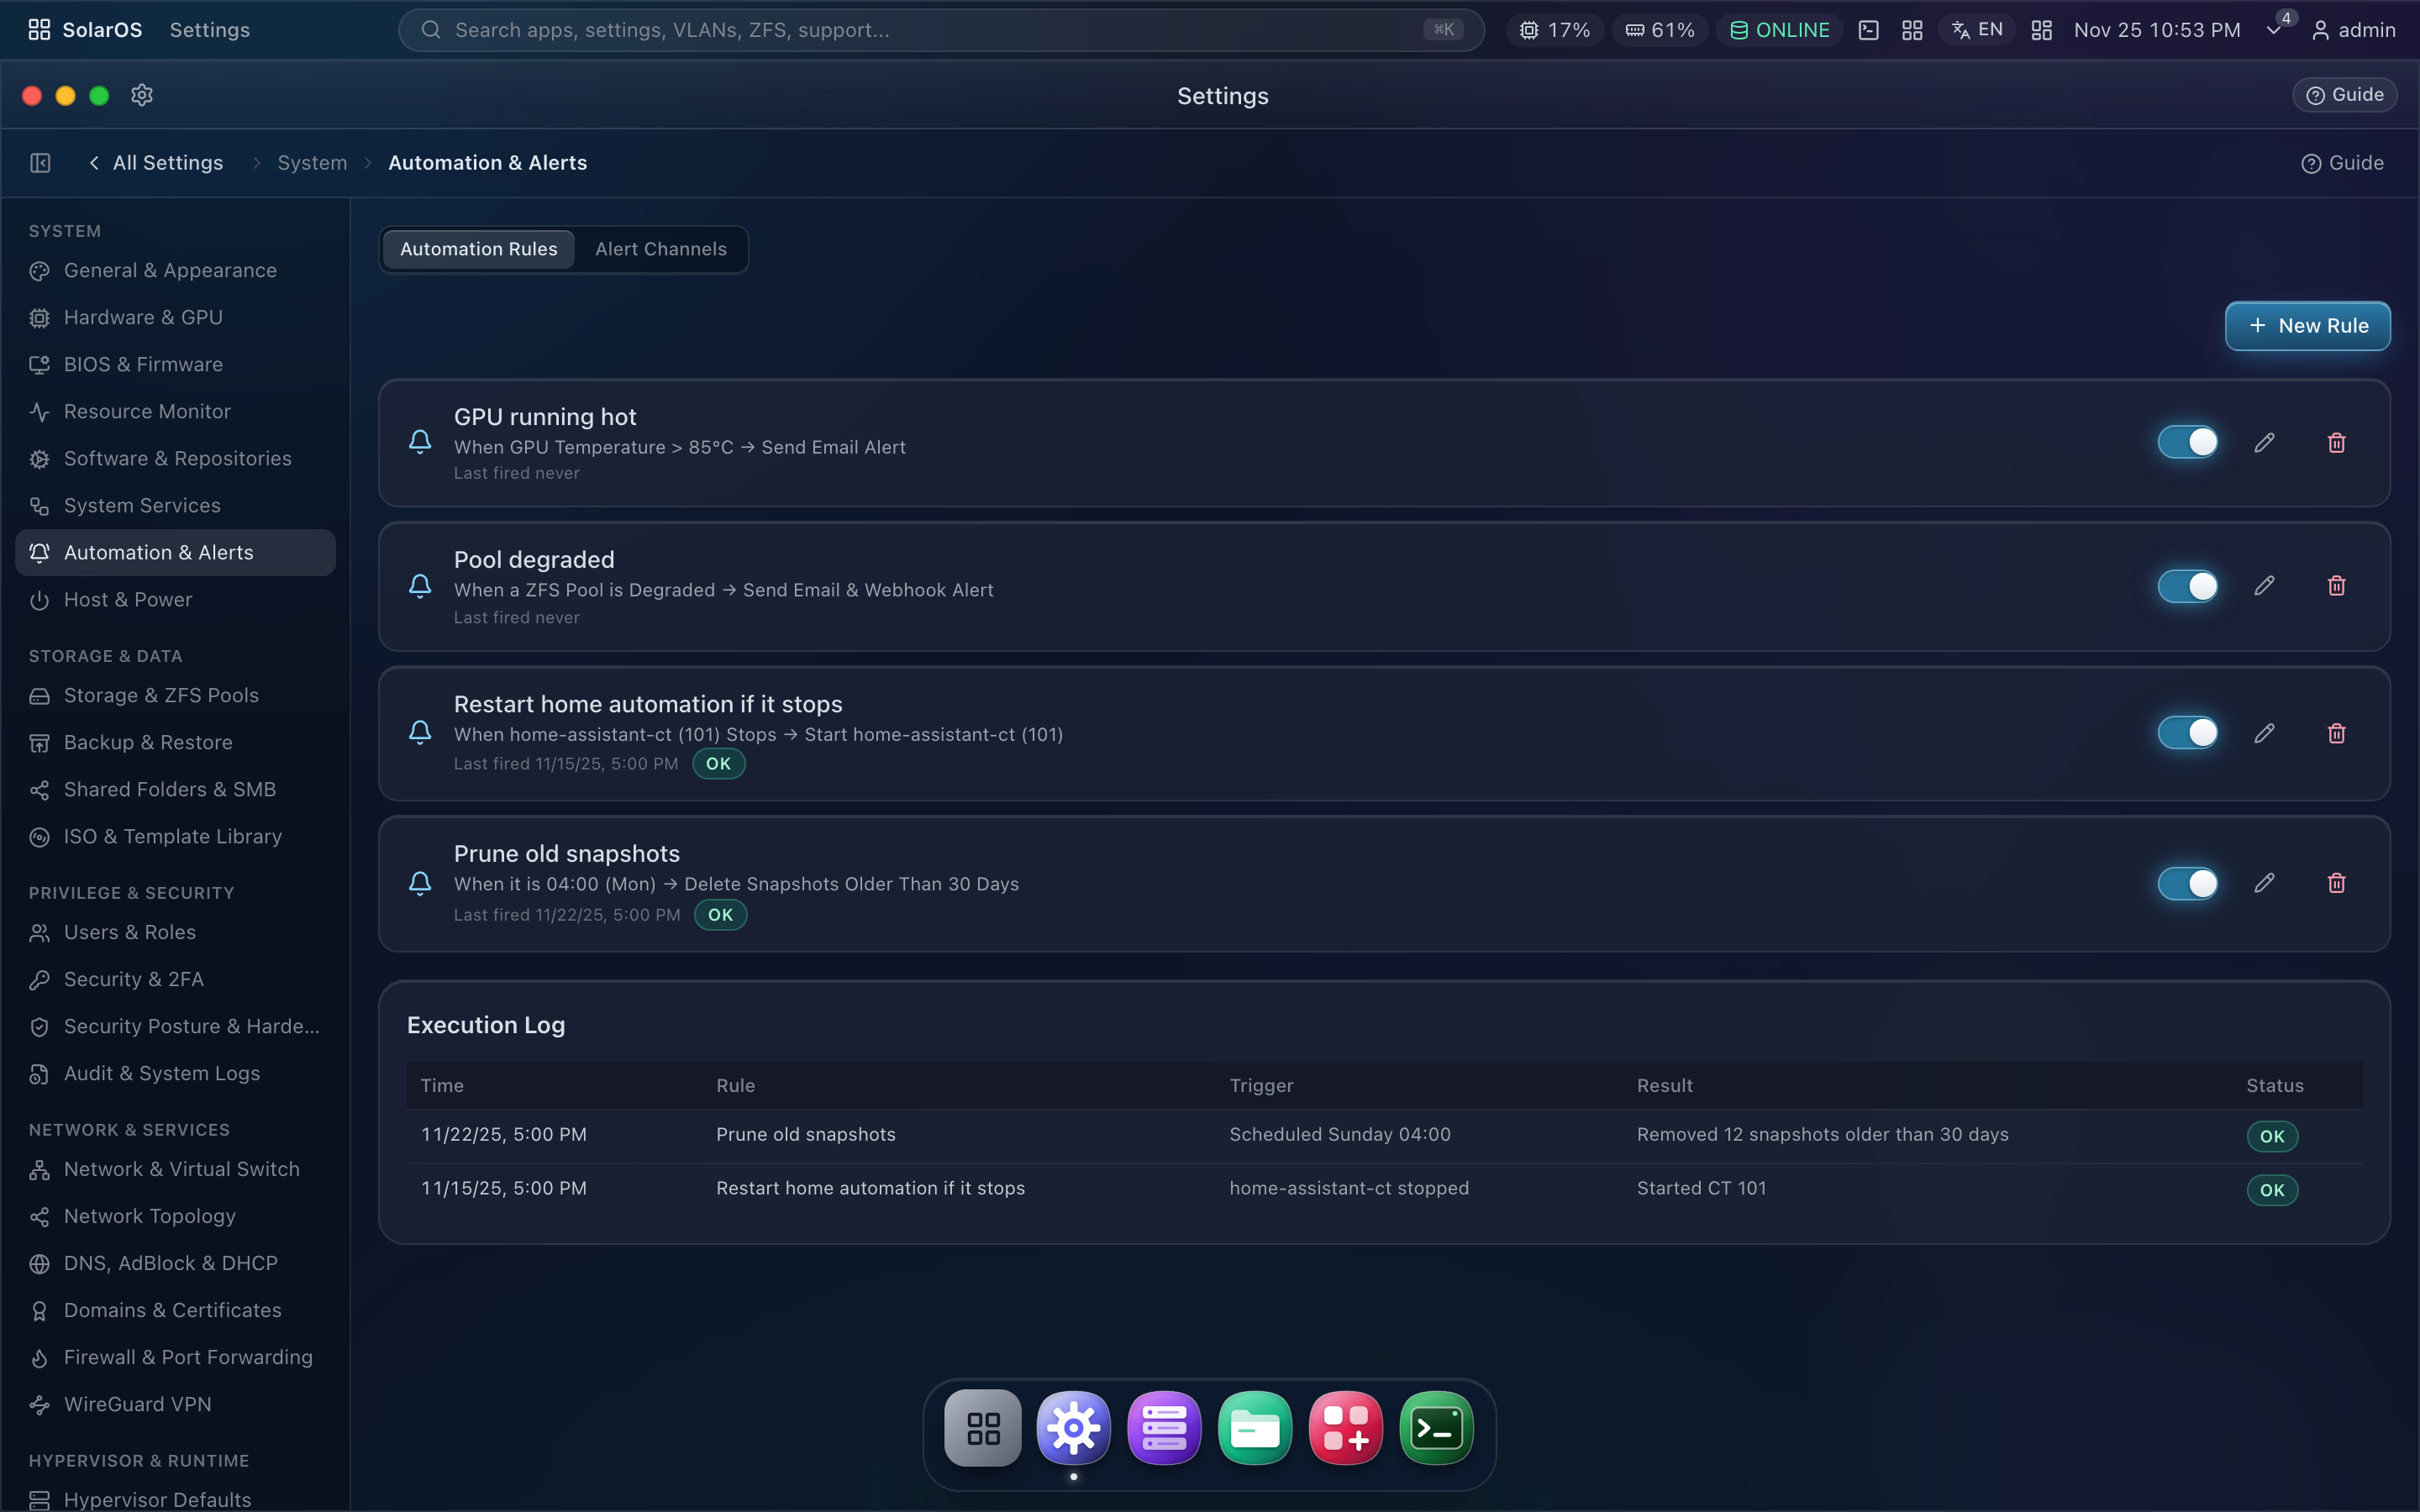 SolarOS Settings Search apps, settings, VLANs, ZFS, support... ⌘K 17% 61% ONLINE EN Nov 25 10:53 PM 4 admin
Settings Guide
All Settings System Automation & Alerts Guide
SYSTEM
General & Appearance
Hardware & GPU
BIOS & Firmware
Resource Monitor
Software & Repositories
System Services
Automation & Alerts
Host & Power
STORAGE & DATA
Storage & ZFS Pools
Backup & Restore
Shared Folders & SMB
ISO & Template Library
PRIVILEGE & SECURITY
Users & Roles
Security & 2FA
Security Posture & Harde...
Audit & System Logs
NETWORK & SERVICES
Network & Virtual Switch
Network Topology
DNS, AdBlock & DHCP
Domains & Certificates
Firewall & Port Forwarding
WireGuard VPN
HYPERVISOR & RUNTIME
Hypervisor Defaults
Automation Rules Alert Channels
+ New Rule
GPU running hot
When GPU Temperature > 85°C → Send Email Alert
Last fired never
Pool degraded
When a ZFS Pool is Degraded → Send Email & Webhook Alert
Last fired never
Restart home automation if it stops
When home-assistant-ct (101) Stops → Start home-assistant-ct (101)
Last fired 11/15/25, 5:00 PM OK
Prune old snapshots
When it is 04:00 (Mon) → Delete Snapshots Older Than 30 Days
Last fired 11/22/25, 5:00 PM OK
Execution Log
Time Rule Trigger Result Status
11/22/25, 5:00 PM Prune old snapshots Scheduled Sunday 04:00 Removed 12 snapshots older than 30 days OK
11/15/25, 5:00 PM Restart home automation if it stops home-assistant-ct stopped Started CT 101 OK